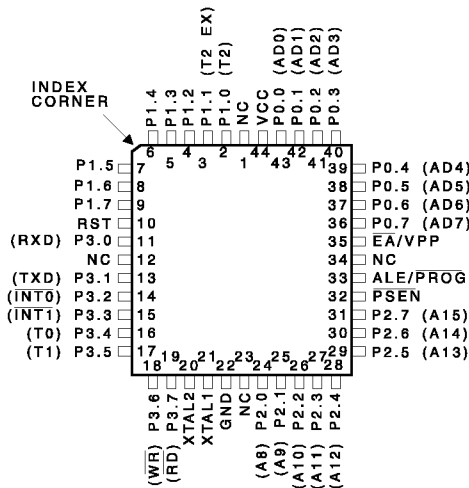 INDEX
CORNER
P1.4
P1.3
P1.2
P1.1 (T2 EX)
P1.0 (T2)
NC
VCC
P0.0 (AD0)
P0.1 (AD1)
P0.2 (AD2)
P0.3 (AD3)
6
5
4
3
2
1
44
43
42
41
40
P1.5 7
P1.6 8
P1.7 9
RST 10
(RXD) P3.0 11
NC 12
(TXD) P3.1 13
(INT0) P3.2 14
(INT1) P3.3 15
(T0) P3.4 16
(T1) P3.5 17
39 P0.4 (AD4)
38 P0.5 (AD5)
37 P0.6 (AD6)
36 P0.7 (AD7)
35 EA/VPP
34 NC
33 ALE/PROG
32 PSEN
31 P2.7 (A15)
30 P2.6 (A14)
29 P2.5 (A13)
18
19
20
21
22
23
24
25
26
27
28
(WR) P3.6
(RD) P3.7
XTAL2
XTAL1
GND
NC
(A8) P2.0
(A9) P2.1
(A10) P2.2
(A11) P2.3
(A12) P2.4